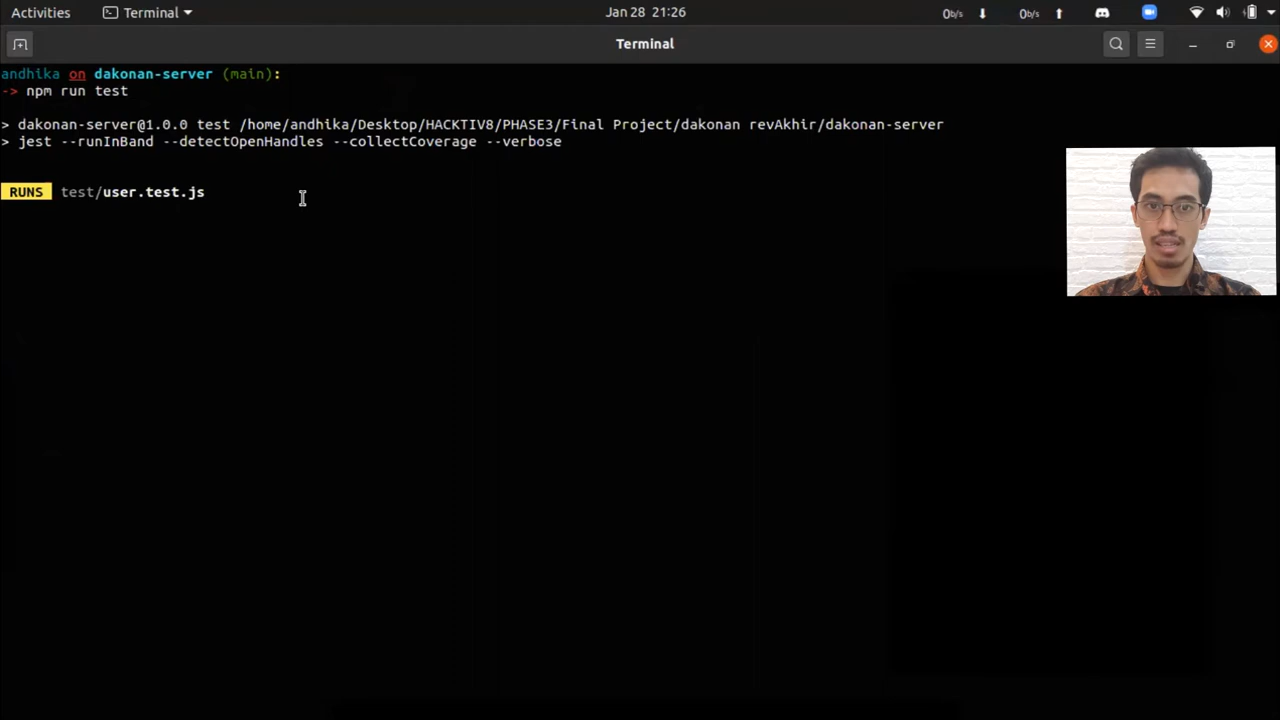 Activities Terminal Jan 28 21:26 0b/s 0b/s
Terminal
andhika on dakonan-server (main):
-> npm run test
> dakonan-server@1.0.0 test /home/andhika/Desktop/HACKTIV8/PHASE3/Final Project/dakonan revAkhir/dakonan-server
> jest --runInBand --detectOpenHandles --collectCoverage --verbose
RUNS test/user.test.js